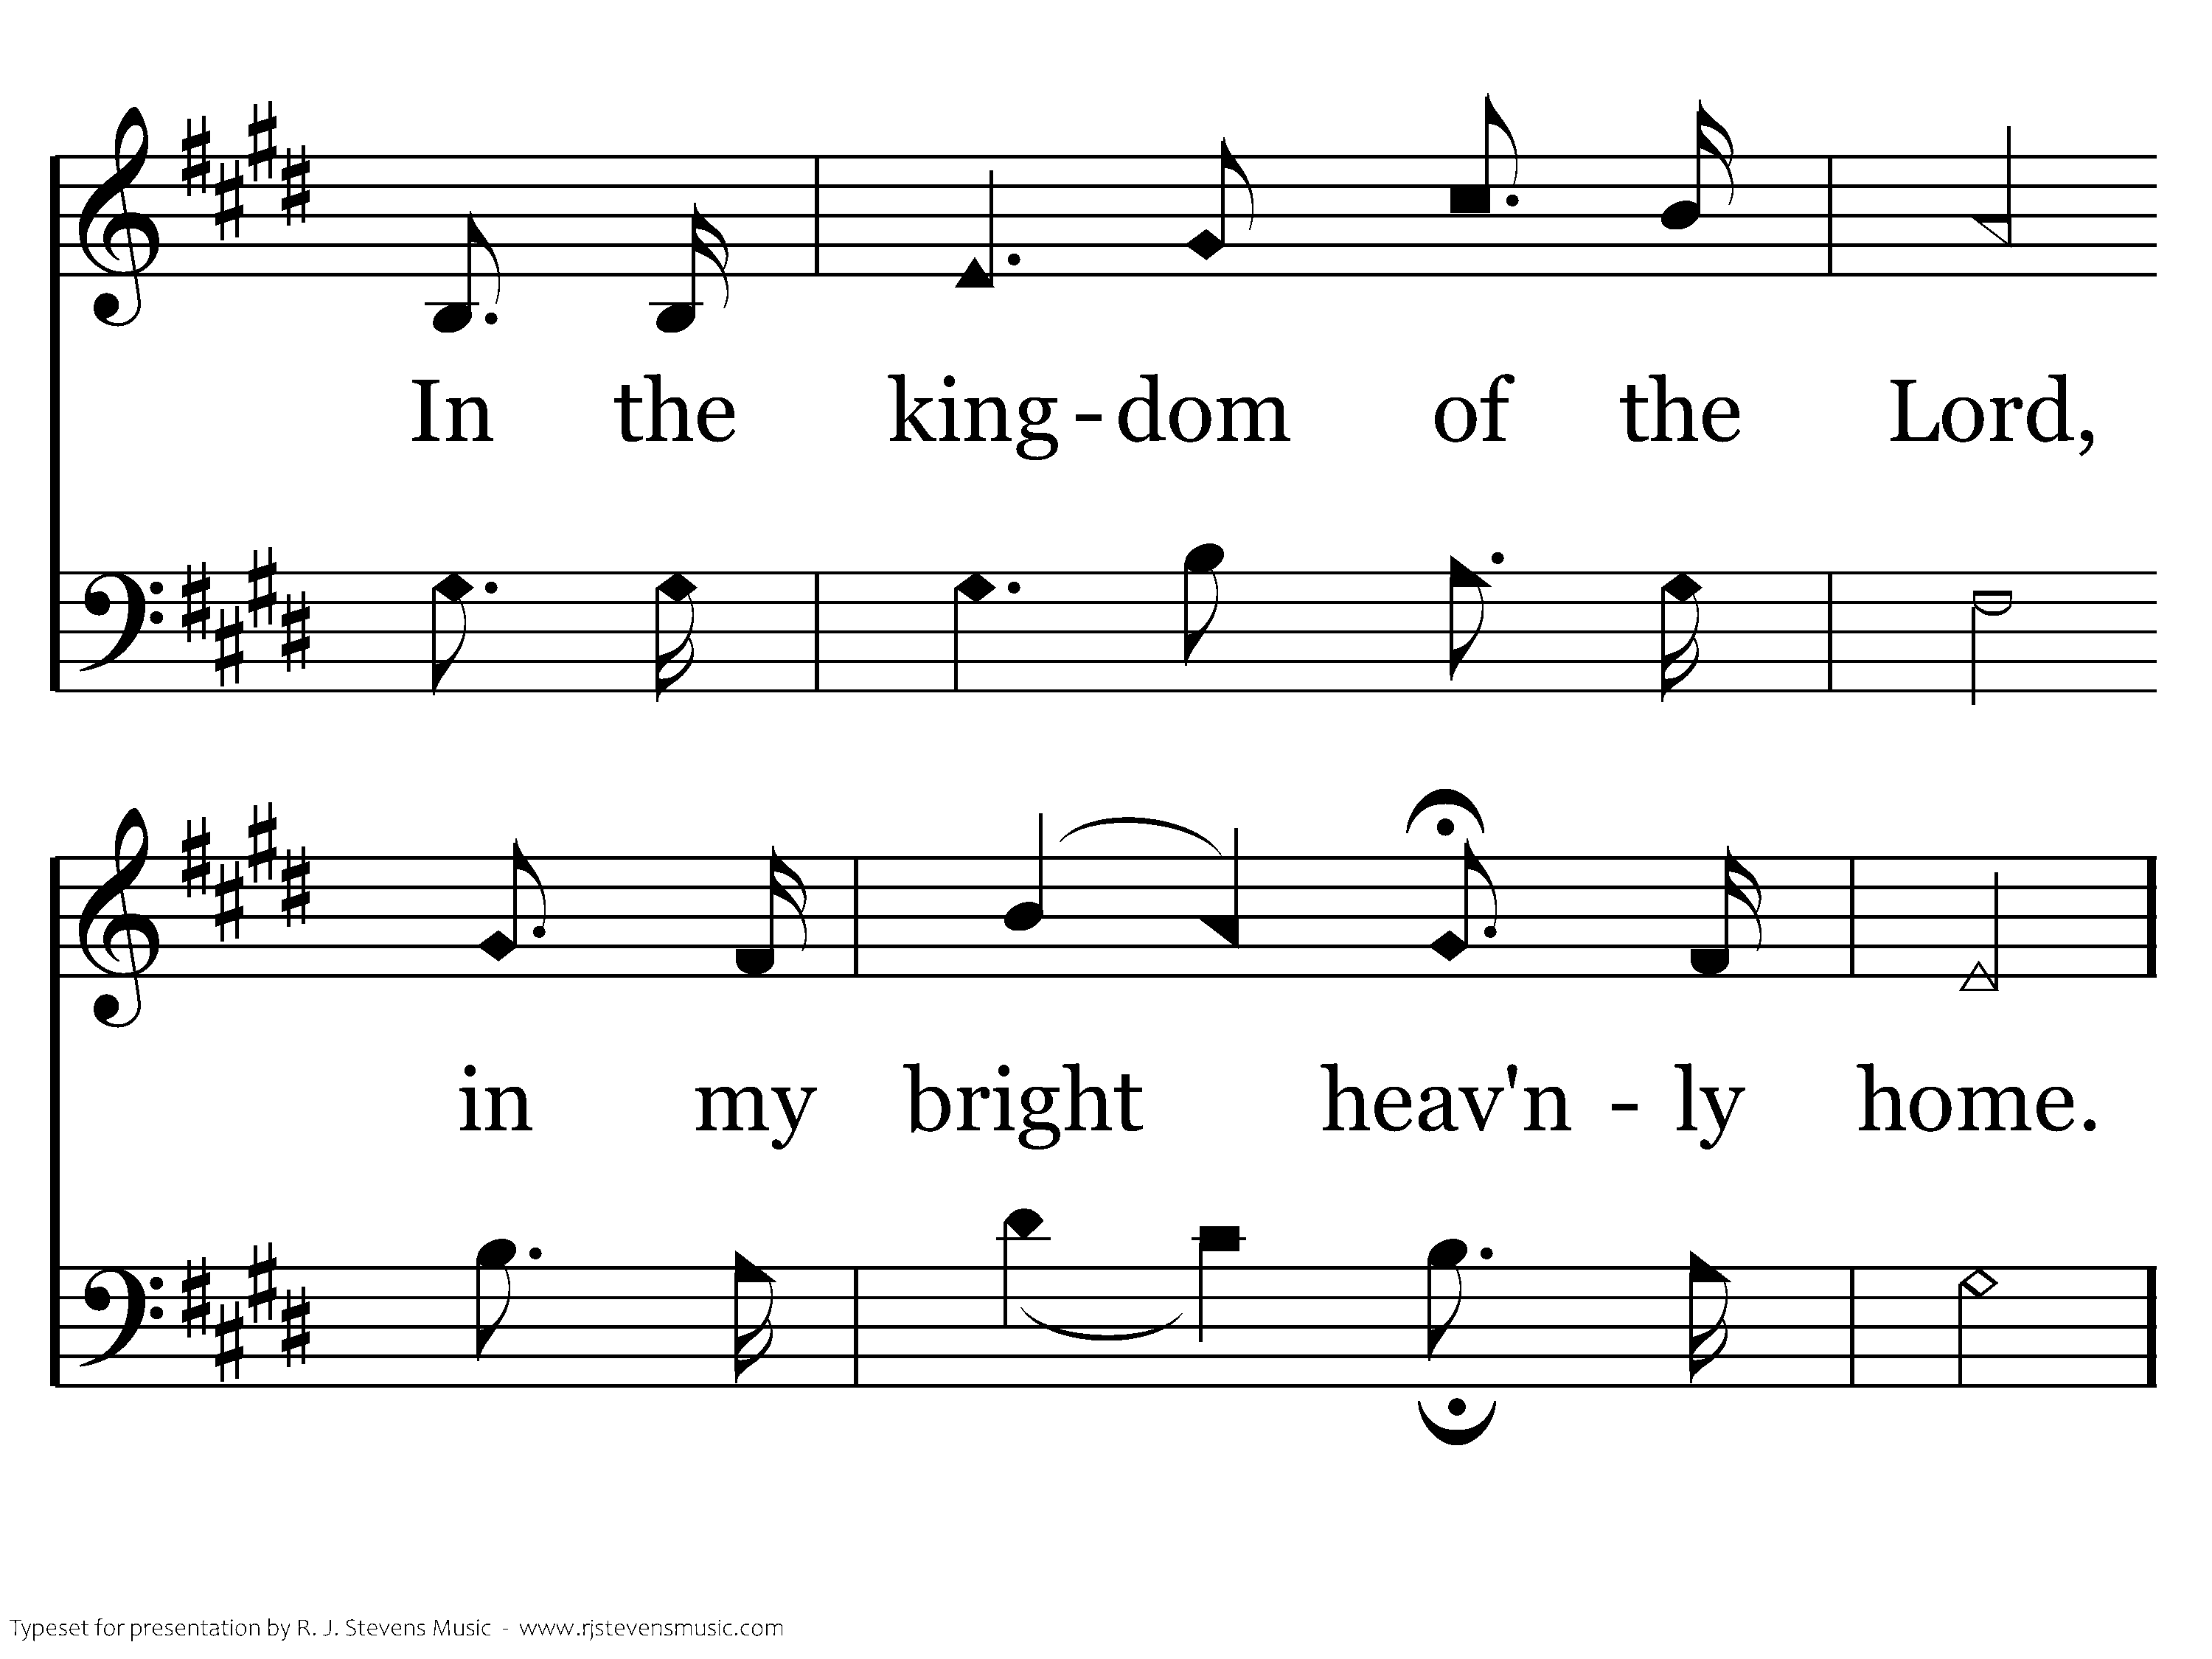 In the king-dom of the Lord,
in my bright heav'n - ly home.
Typeset for presentation by R. J. Stevens Music - www.rjstevensmusic.com